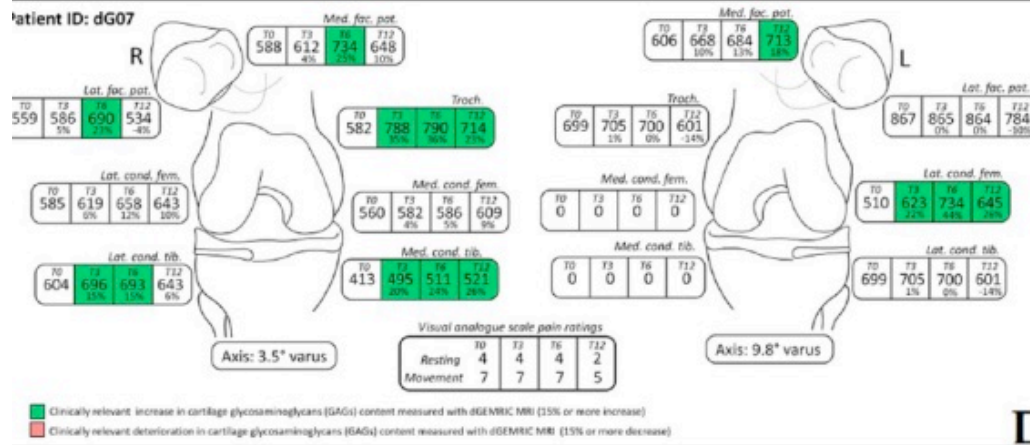 Patient ID: dG07
R
Med. fac. pat.
T0 T3 T6 T12
588 612 734 648
4% 25% 10%
Lat. fac. pat.
T0 T3 T6 T12
559 586 690 534
5% 23% -4%
Troch.
T0 T3 T6 T12
582 788 790 714
35% 36% 23%
Lat. cond. fem.
T0 T3 T6 T12
585 619 658 643
6% 12% 10%
Med. cond. fem.
T0 T3 T6 T12
560 582 586 609
4% 5% 9%
Lat. cond. tib.
T0 T3 T6 T12
604 696 693 643
15% 15% 6%
Med. cond. tib.
T0 T3 T6 T12
413 495 511 521
20% 24% 26%
Axis: 3.5° varus
Med. fac. pat.
T0 T3 T6 T12
606 668 684 713
10% 13% 18%
L
Lat. fac. pat.
T0 T3 T6 T12
867 865 864 784
0% 0% -10%
Troch.
T0 T3 T6 T12
699 705 700 601
1% 0% -14%
Med. cond. fem.
T0 T3 T6 T12
0 0 0 0
Lat. cond. fem.
T0 T3 T6 T12
510 623 734 645
22% 44% 26%
Med. cond. tib.
T0 T3 T6 T12
0 0 0 0
Lat. cond. tib.
T0 T3 T6 T12
699 705 700 601
1% 0% -14%
Axis: 9.8° varus
Visual analogue scale pain ratings
T0 T3 T6 T12
Resting 4 4 4 2
Movement 7 7 7 5
Clinically relevant increase in cartilage glycosaminoglycans (GAGs) content measured with dGEMRIC MRI (15% or more increase)
Clinically relevant deterioration in cartilage glycosaminoglycans (GAGs) content measured with dGEMRIC MRI (15% or more decrease)